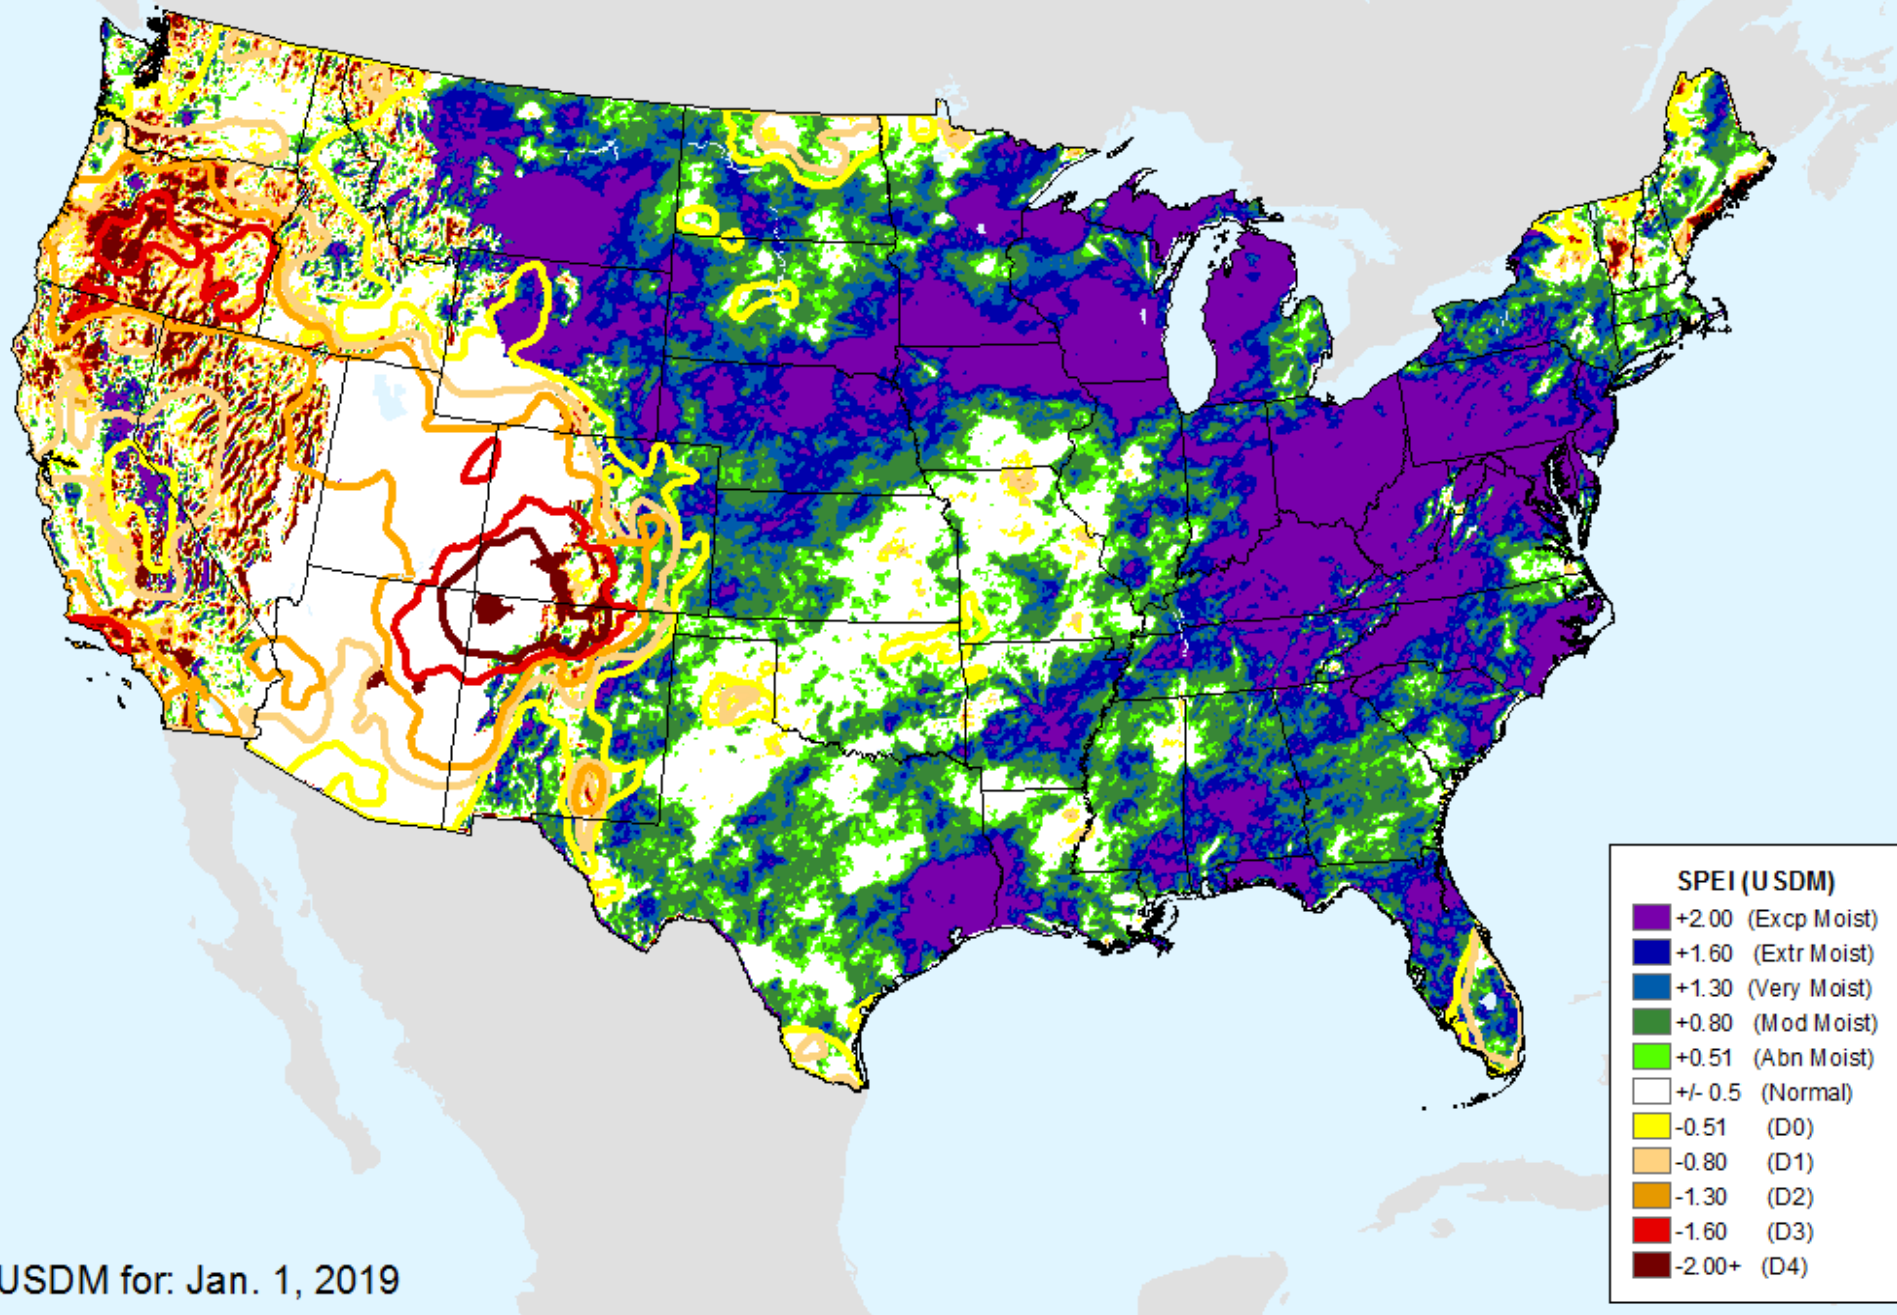 SPEI (USDM)
+2.00 (Excp Moist)
+1.60 (Extr Moist)
+1.30 (Very Moist)
+0.80 (Mod Moist)
+0.51 (Abn Moist)
+/- 0.5 (Normal)
-0.51 (D0)
-0.80 (D1)
-1.30 (D2)
-1.60 (D3)
-2.00+ (D4)
USDM for: Jan. 1, 2019